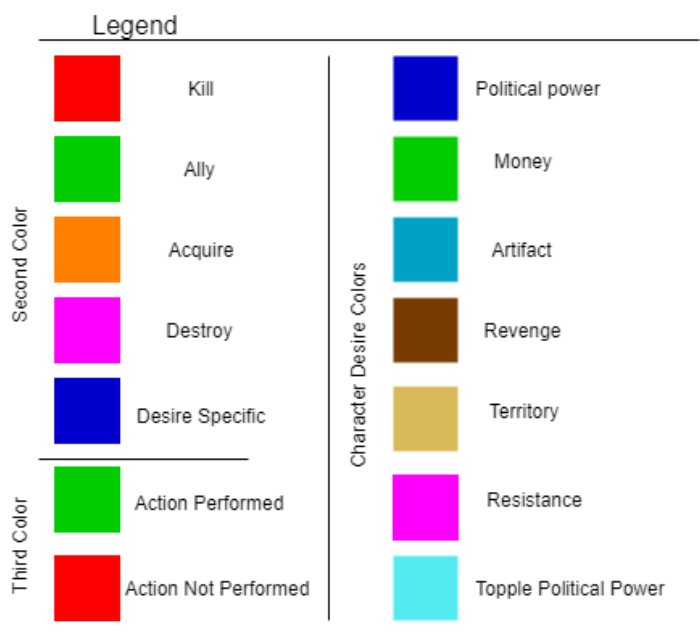 Legend
Second Color
Kill
Ally
Acquire
Destroy
Desire Specific
Third Color
Action Performed
Action Not Performed
Character Desire Colors
Political power
Money
Artifact
Revenge
Territory
Resistance
Topple Political Power